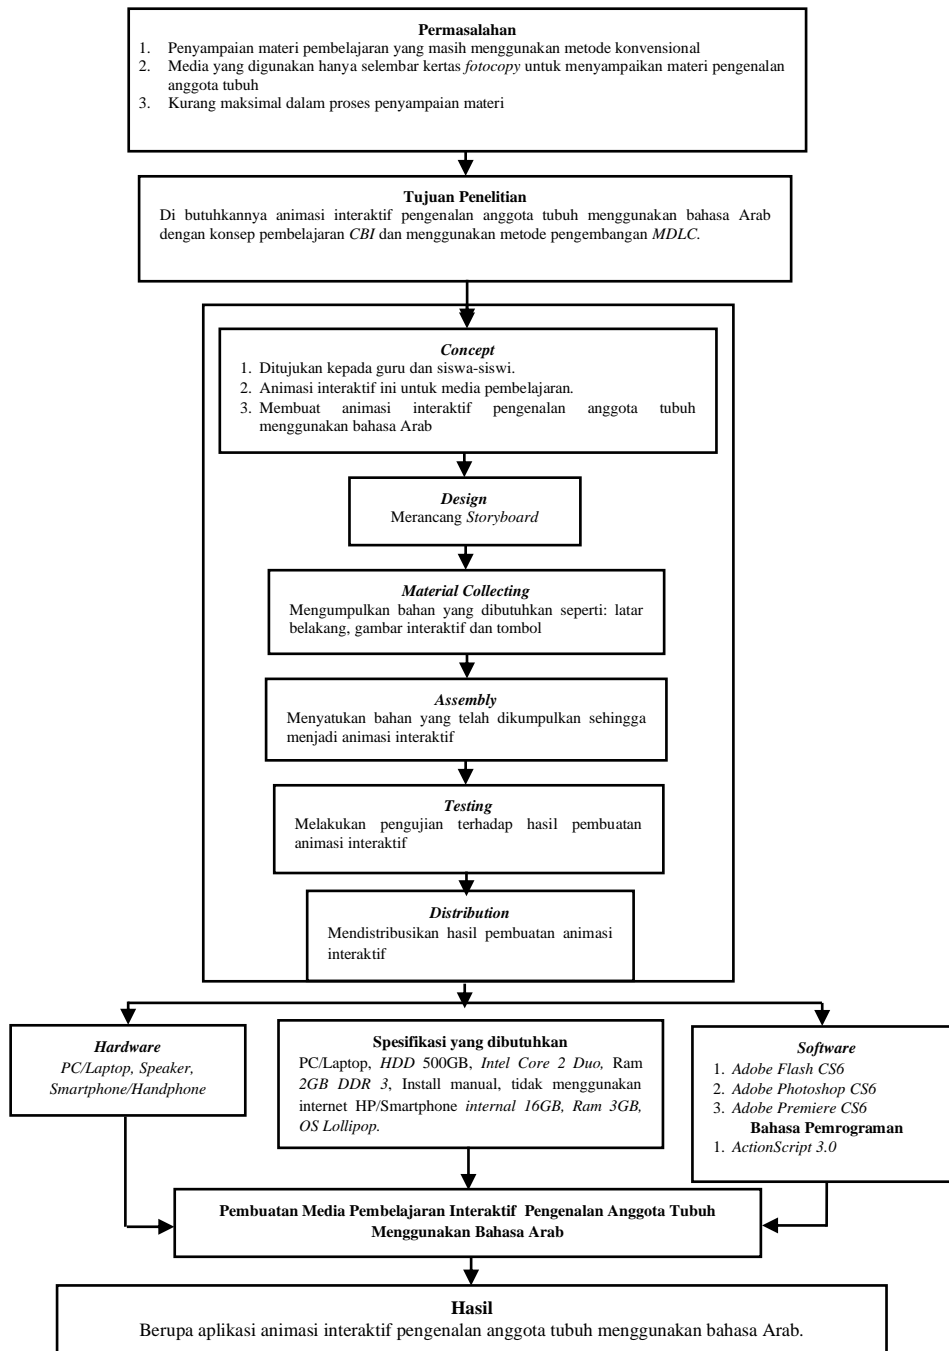 Permasalahan
1. Penyampaian materi pembelajaran yang masih menggunakan metode konvensional
2. Media yang digunakan hanya selembar kertas fotocopy untuk menyampaikan materi pengenalan
anggota tubuh
3. Kurang maksimal dalam proses penyampaian materi
Tujuan Penelitian
Di butuhkannya animasi interaktif pengenalan anggota tubuh menggunakan bahasa Arab
dengan konsep pembelajaran CBI dan menggunakan metode pengembangan MDLC.
Concept
1. Ditujukan kepada guru dan siswa-siswi.
2. Animasi interaktif ini untuk media pembelajaran.
3. Membuat animasi interaktif pengenalan anggota tubuh
menggunakan bahasa Arab
Design
Merancang Storyboard
Material Collecting
Mengumpulkan bahan yang dibutuhkan seperti: latar
belakang, gambar interaktif dan tombol
Assembly
Menyatukan bahan yang telah dikumpulkan sehingga
menjadi animasi interaktif
Testing
Melakukan pengujian terhadap hasil pembuatan
animasi interaktif
Distribution
Mendistribusikan hasil pembuatan animasi
interaktif
Hardware
PC/Laptop, Speaker,
Smartphone/Handphone
Spesifikasi yang dibutuhkan
PC/Laptop, HDD 500GB, Intel Core 2 Duo, Ram
2GB DDR 3, Install manual, tidak menggunakan
internet HP/Smartphone internal 16GB, Ram 3GB,
OS Lollipop.
Software
1. Adobe Flash CS6
2. Adobe Photoshop CS6
3. Adobe Premiere CS6
Bahasa Pemrograman
1. ActionScript 3.0
Pembuatan Media Pembelajaran Interaktif Pengenalan Anggota Tubuh
Menggunakan Bahasa Arab
Hasil
Berupa aplikasi animasi interaktif pengenalan anggota tubuh menggunakan bahasa Arab.